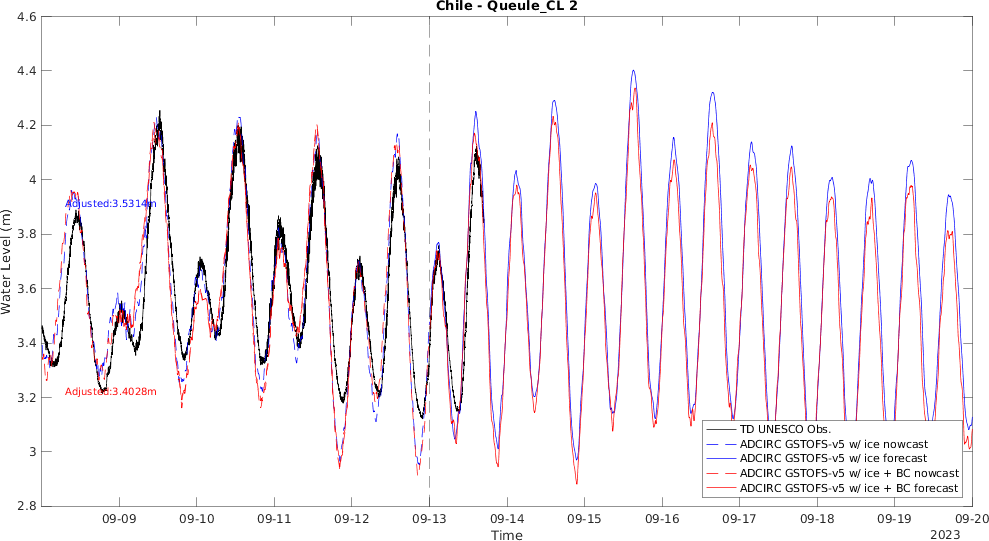 Chile - Queule_CL 2
4.6
4.4
4.2
4
3.8
3.6
3.4
3.2
3
2.8
Water Level (m)
Adjusted:3.5314m
Adjusted:3.4028m
TD UNESCO Obs.
ADCIRC GSTOFS-v5 w/ ice nowcast
ADCIRC GSTOFS-v5 w/ ice forecast
ADCIRC GSTOFS-v5 w/ ice + BC nowcast
ADCIRC GSTOFS-v5 w/ ice + BC forecast
09-09 09-10 09-11 09-12 09-13 09-14 09-15 09-16 09-17 09-18 09-19 09-20
Time
2023